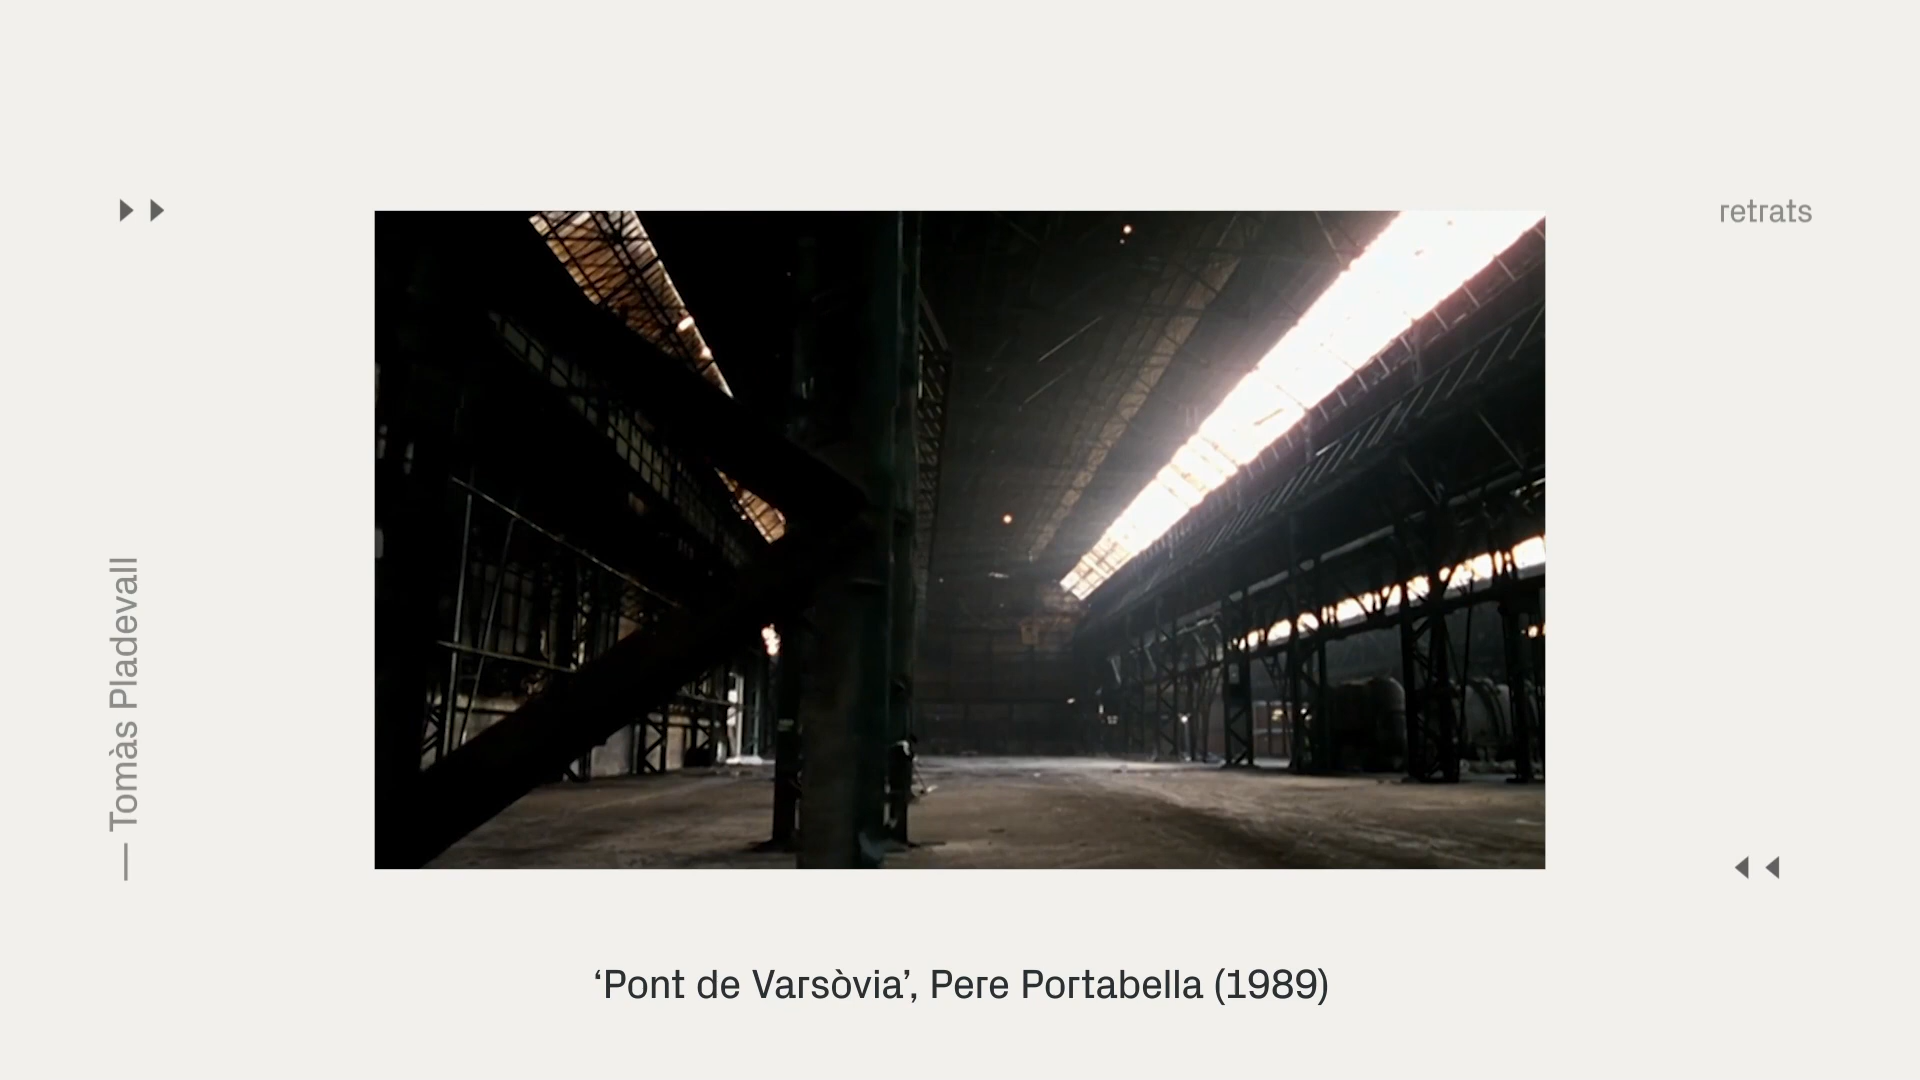 retrats
— Tomàs Pladevall
‘Pont de Varsòvia’, Pere Portabella (1989)